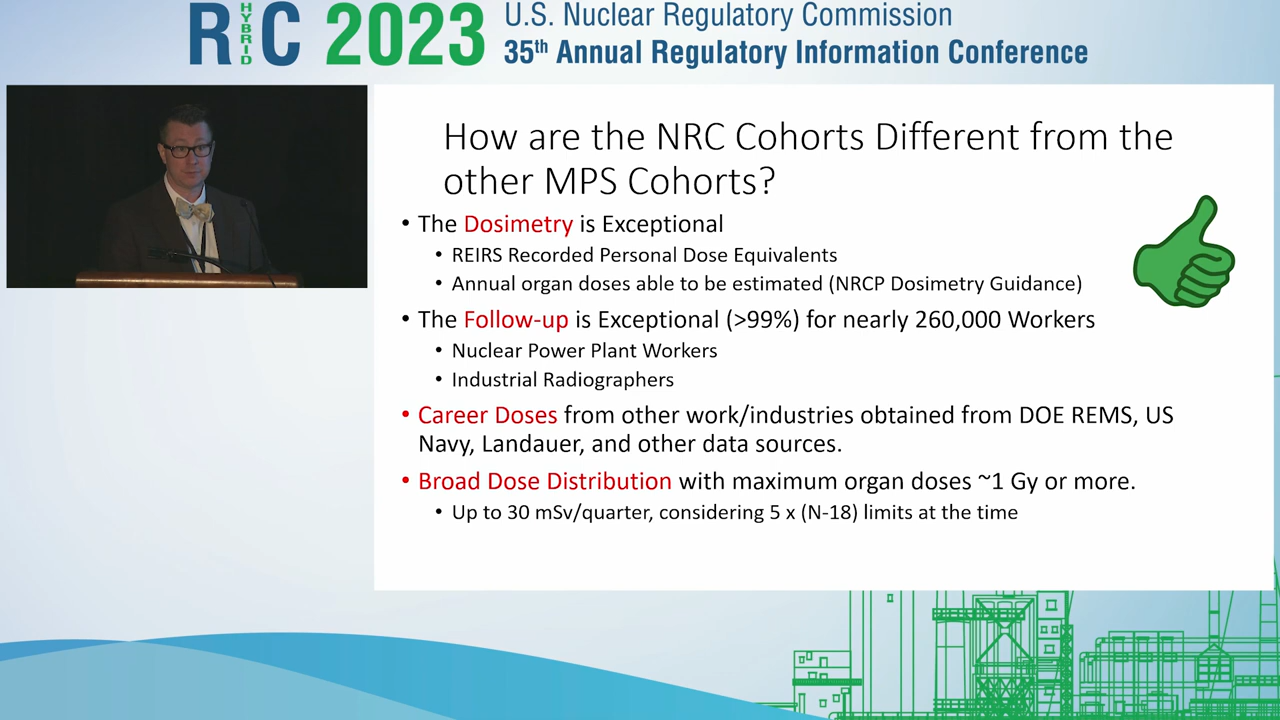 RIC 2023
HYBRID
U.S. Nuclear Regulatory Commission
35th Annual Regulatory Information Conference
How are the NRC Cohorts Different from the
other MPS Cohorts?
• The Dosimetry is Exceptional
• REIRS Recorded Personal Dose Equivalents
• Annual organ doses able to be estimated (NRCP Dosimetry Guidance)
• The Follow-up is Exceptional (>99%) for nearly 260,000 Workers
• Nuclear Power Plant Workers
• Industrial Radiographers
• Career Doses from other work/industries obtained from DOE REMS, US
Navy, Landauer, and other data sources.
• Broad Dose Distribution with maximum organ doses ~1 Gy or more.
• Up to 30 mSv/quarter, considering 5 x (N-18) limits at the time